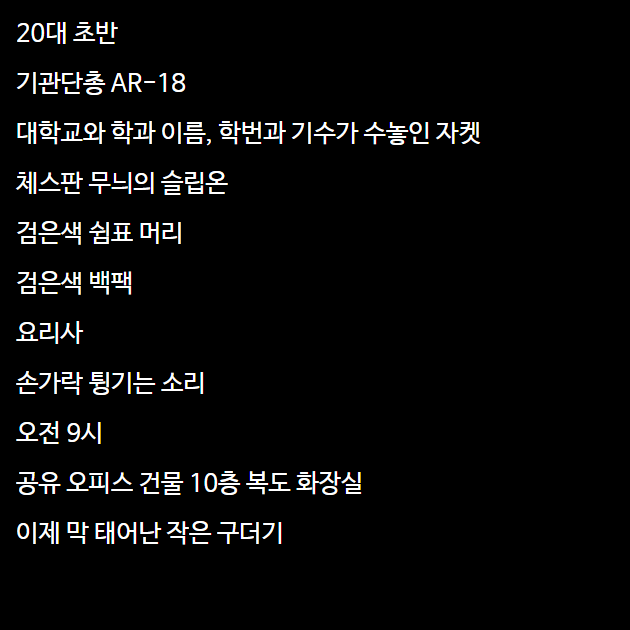 20대 초반
기관단총 AR-18
대학교와 학과 이름, 학번과 기수가 수놓인 자켓
체스판 무늬의 슬립온
검은색 쉼표 머리
검은색 백팩
요리사
손가락 튕기는 소리
오전 9시
공유 오피스 건물 10층 복도 화장실
이제 막 태어난 작은 구더기